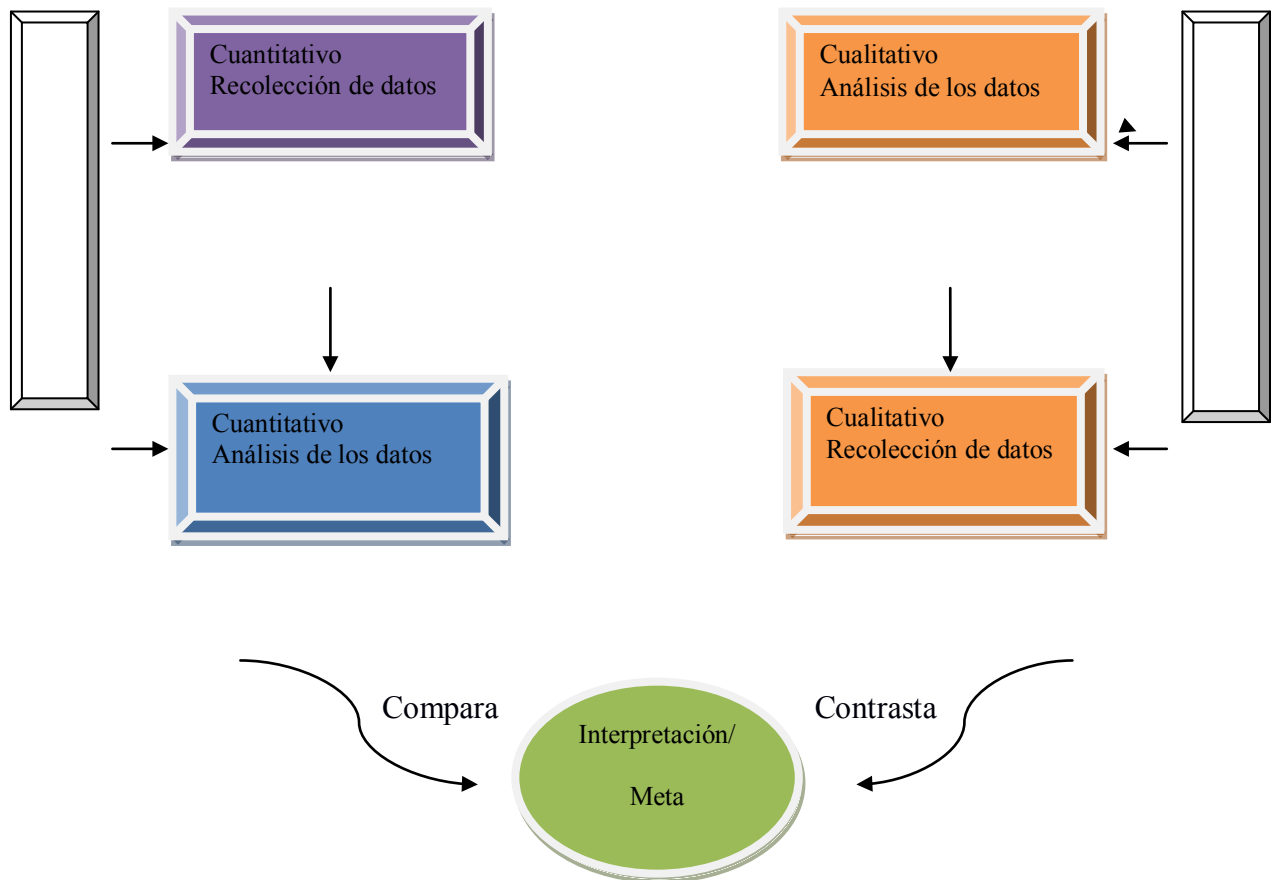 Cuantitativo
Recolección de datos
Cualitativo
Análisis de los datos
Cuantitativo
Análisis de los datos
Cualitativo
Recolección de datos
Compara
Contrasta
Interpretación/
Meta